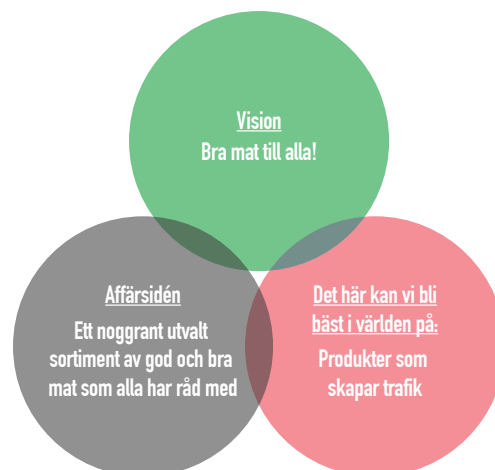 Vision
Bra mat till alla!
Affärsidén
Ett noggrant utvalt
sortiment av god och bra
mat som alla har råd med
Det här kan vi bli
bäst i världen på:
Produkter som
skapar trafik